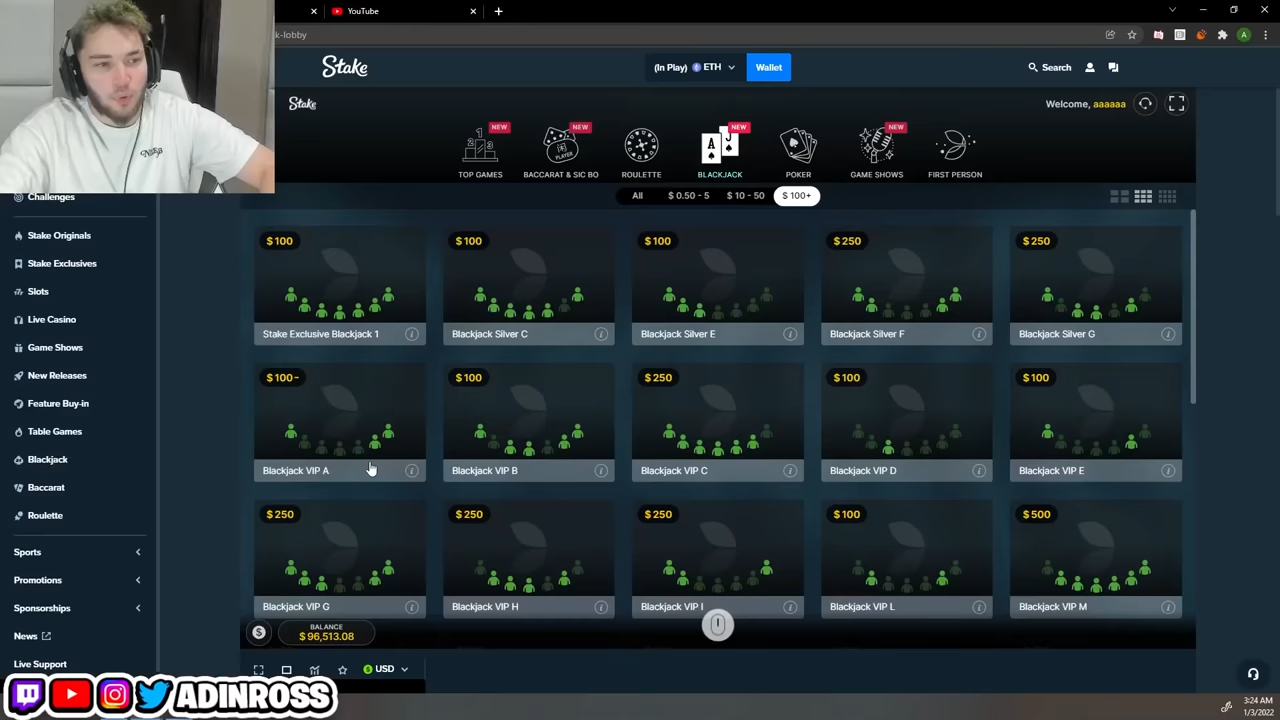 YouTube
k-lobby
Stake
(In Play) ETH
Wallet
Search
Stake
Welcome, aaaaaa
NEW
NEW
NEW
NEW
TOP GAMES
BACCARAT & SIC BO
ROULETTE
BLACKJACK
POKER
GAME SHOWS
FIRST PERSON
All
$ 0.50 - 5
$ 10 - 50
$ 100+
Challenges
Stake Originals
Stake Exclusives
Slots
Live Casino
Game Shows
New Releases
Feature Buy-in
Table Games
Blackjack
Baccarat
Roulette
Sports
Promotions
Sponsorships
News
Live Support
$ 100
$ 100
$ 100
$ 250
$ 250
Stake Exclusive Blackjack 1
Blackjack Silver C
Blackjack Silver E
Blackjack Silver F
Blackjack Silver G
$ 100 -
$ 100
$ 250
$ 100
$ 100
Blackjack VIP A
Blackjack VIP B
Blackjack VIP C
Blackjack VIP D
Blackjack VIP E
$ 250
$ 250
$ 250
$ 100
$ 500
Blackjack VIP G
Blackjack VIP H
Blackjack VIP I
Blackjack VIP L
Blackjack VIP M
BALANCE
$ 96,513.08
USD
ADINROSS
3:24 AM
1/3/2022